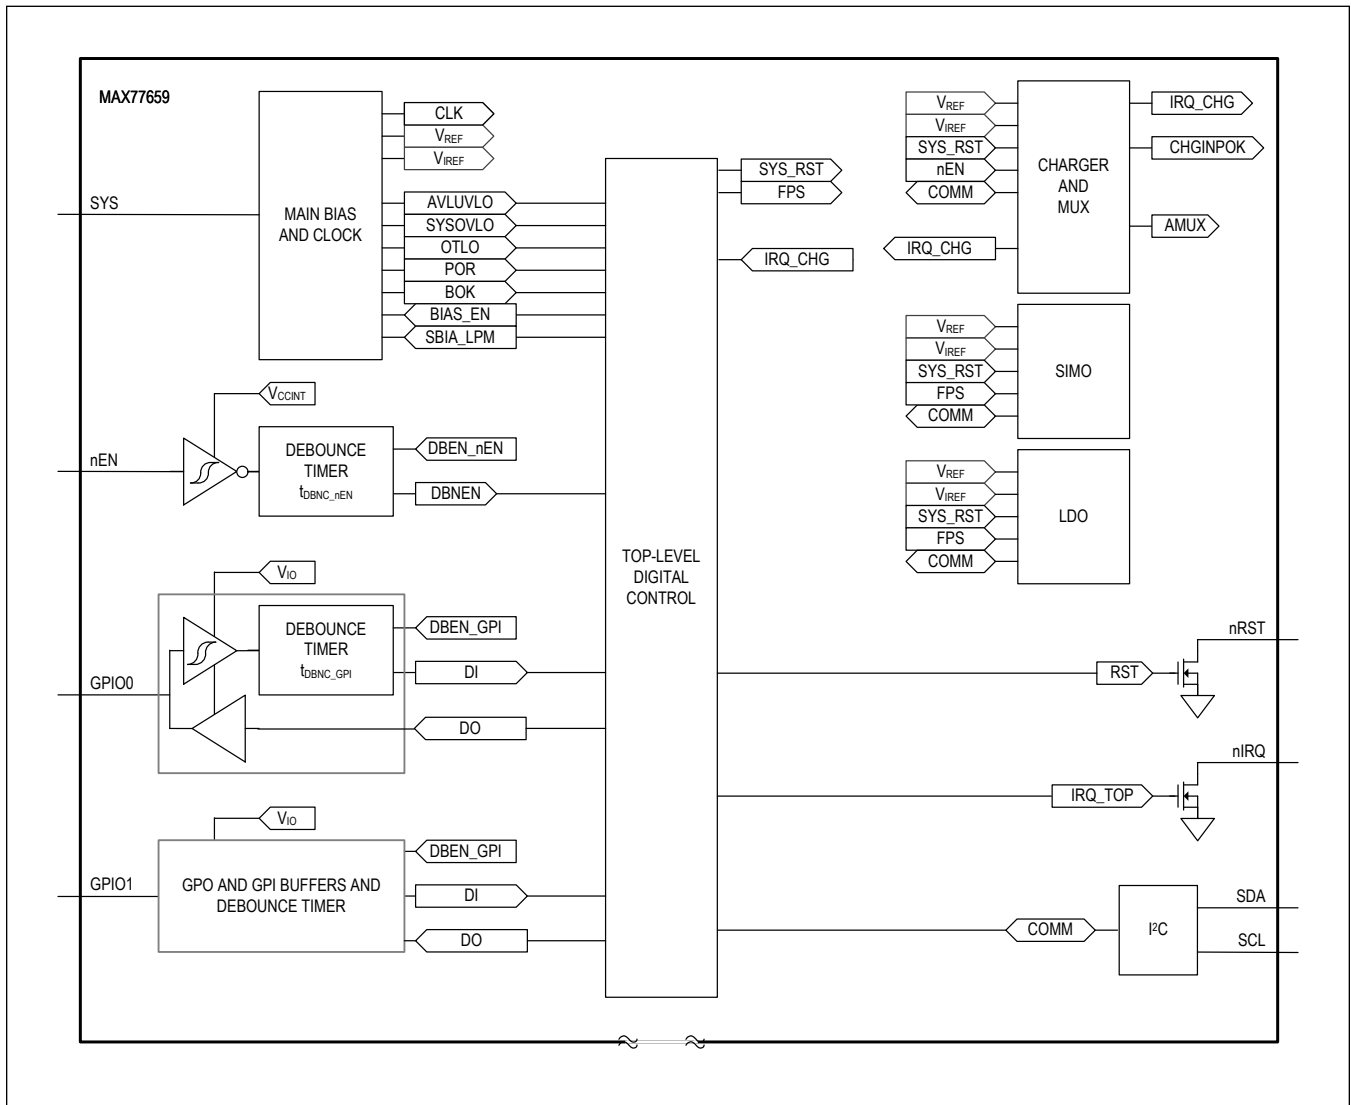 MAX77659
SYS
MAIN BIAS
AND CLOCK
CLK
VREF
VIREF
AVLUVLO
SYSOVLO
OTLO
POR
BOK
BIAS_EN
SBIA_LPM
nEN
VCCINT
DEBOUNCE
TIMER
tDBNC_nEN
DBEN_nEN
DBNEN
GPIO0
VIO
DEBOUNCE
TIMER
tDBNC_GPI
DBEN_GPI
DI
DO
GPIO1
VIO
GPO AND GPI BUFFERS AND
DEBOUNCE TIMER
DBEN_GPI
DI
DO
TOP-LEVEL
DIGITAL
CONTROL
SYS_RST
FPS
IRQ_CHG
VREF
VIREF
SYS_RST
nEN
COMM
IRQ_CHG
CHARGER
AND
MUX
IRQ_CHG
CHGINPOK
AMUX
VREF
VIREF
SYS_RST
FPS
COMM
SIMO
VREF
VIREF
SYS_RST
FPS
COMM
LDO
RST
nRST
IRQ_TOP
nIRQ
COMM
I²C
SDA
SCL